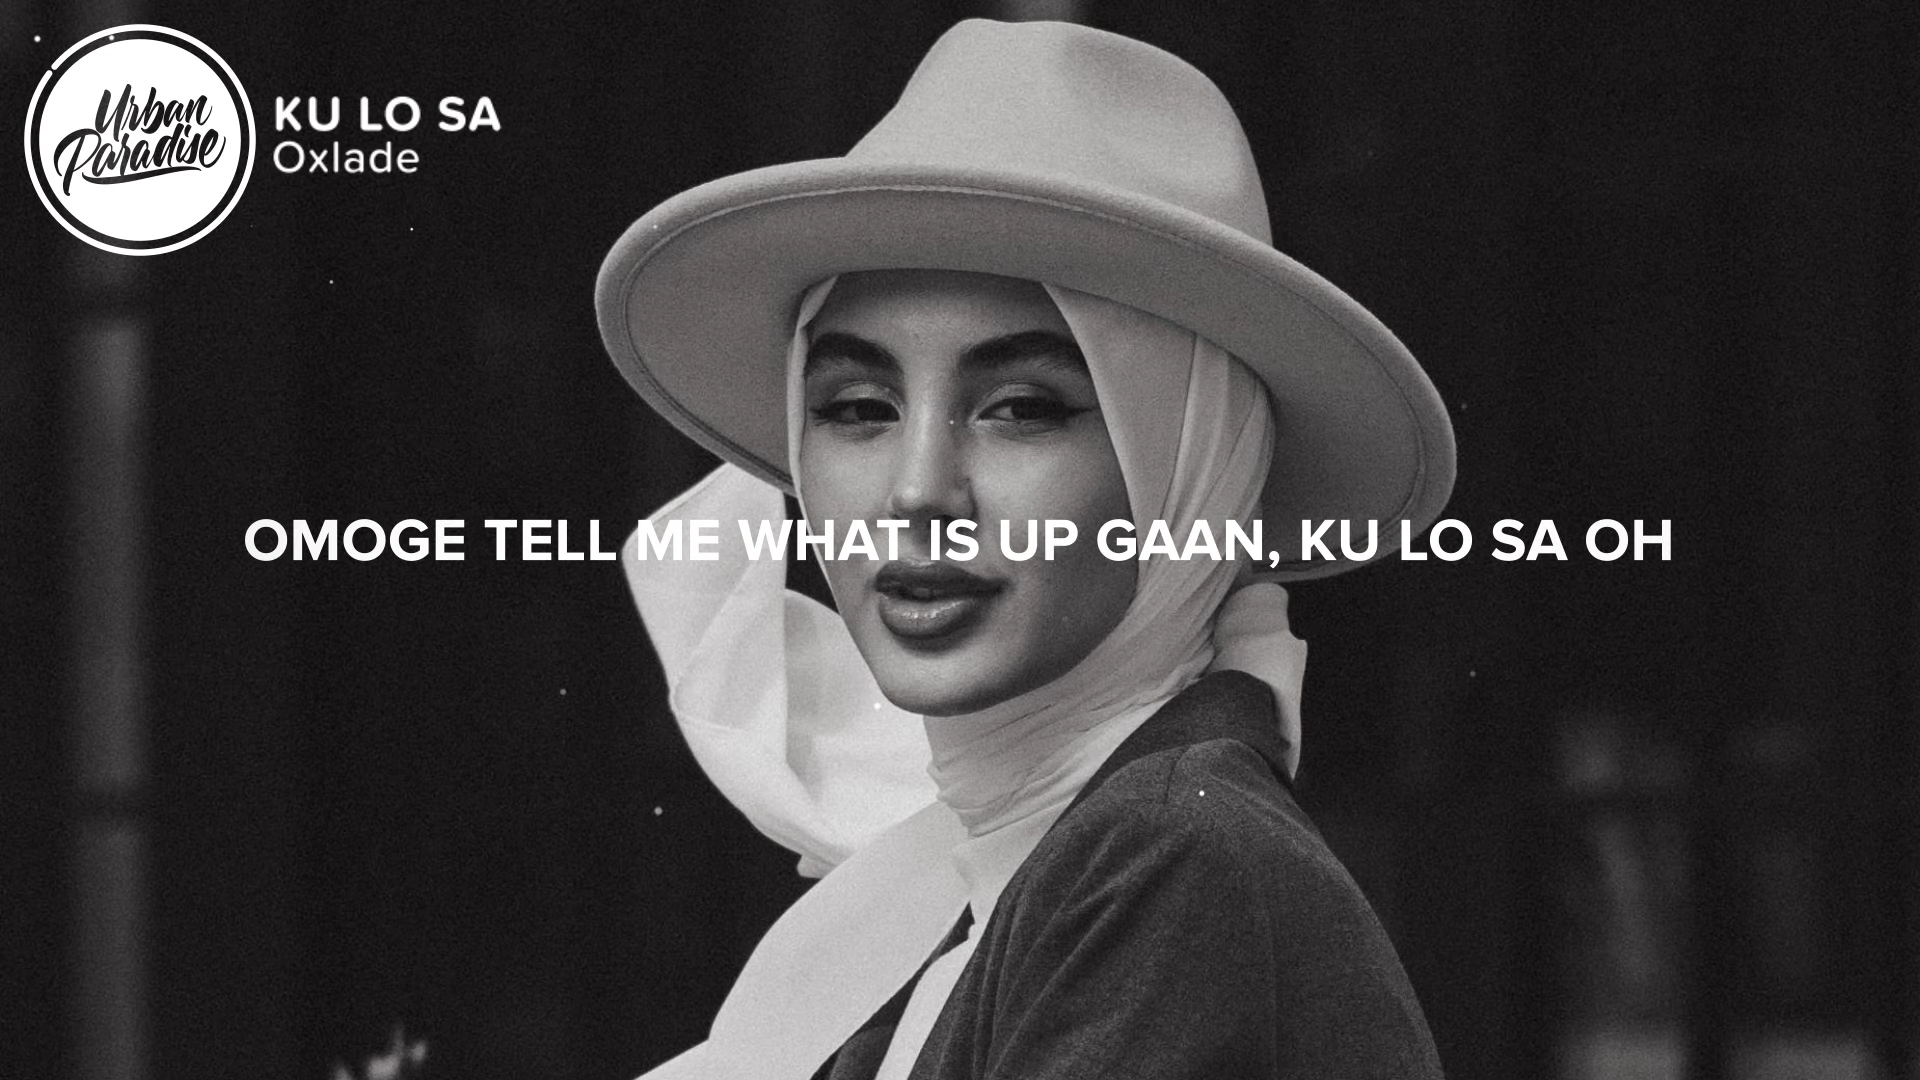 Urban
Paradise
KU LO SA
Oxlade
OMOGE TELL ME WHAT IS UP GAAN, KU LO SA OH